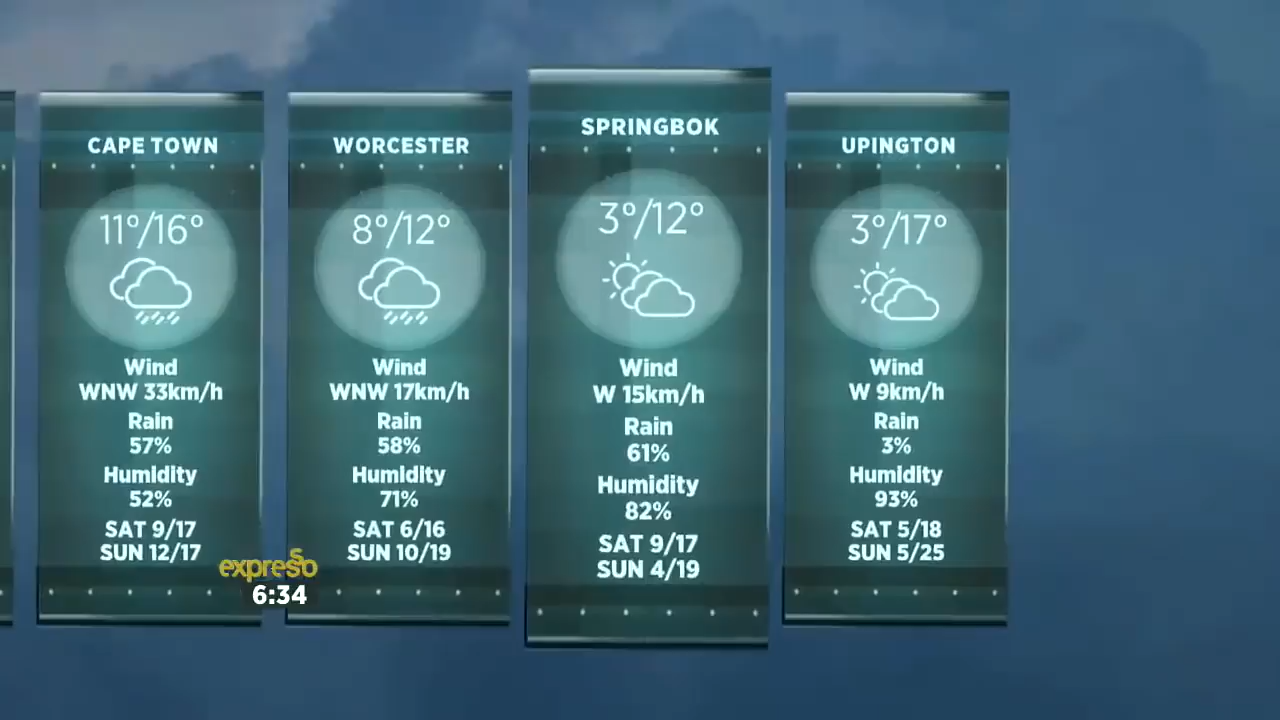 CAPE TOWN
11°/16°
Wind
WNW 33km/h
Rain
57%
Humidity
52%
SAT 9/17
SUN 12/17
WORCESTER
8°/12°
Wind
WNW 17km/h
Rain
58%
Humidity
71%
SAT 6/16
SUN 10/19
SPRINGBOK
3°/12°
Wind
W 15km/h
Rain
61%
Humidity
82%
SAT 9/17
SUN 4/19
UPINGTON
3°/17°
Wind
W 9km/h
Rain
3%
Humidity
93%
SAT 5/18
SUN 5/25
expresso
6:34